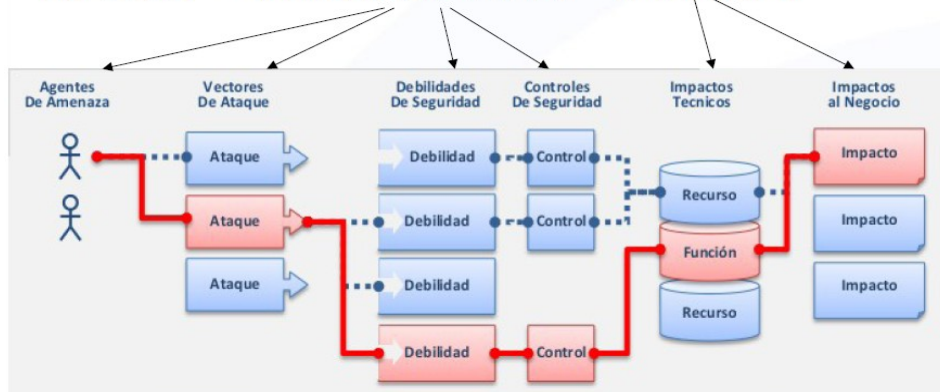 Agentes
De Amenaza
Vectores
De Ataque
Debilidades
De Seguridad
Controles
De Seguridad
Impactos
Tecnicos
Impactos
al Negocio
Ataque
Debilidad
Control
Impacto
Recurso
Ataque
Debilidad
Control
Impacto
Función
Ataque
Debilidad
Impacto
Recurso
Debilidad
Control